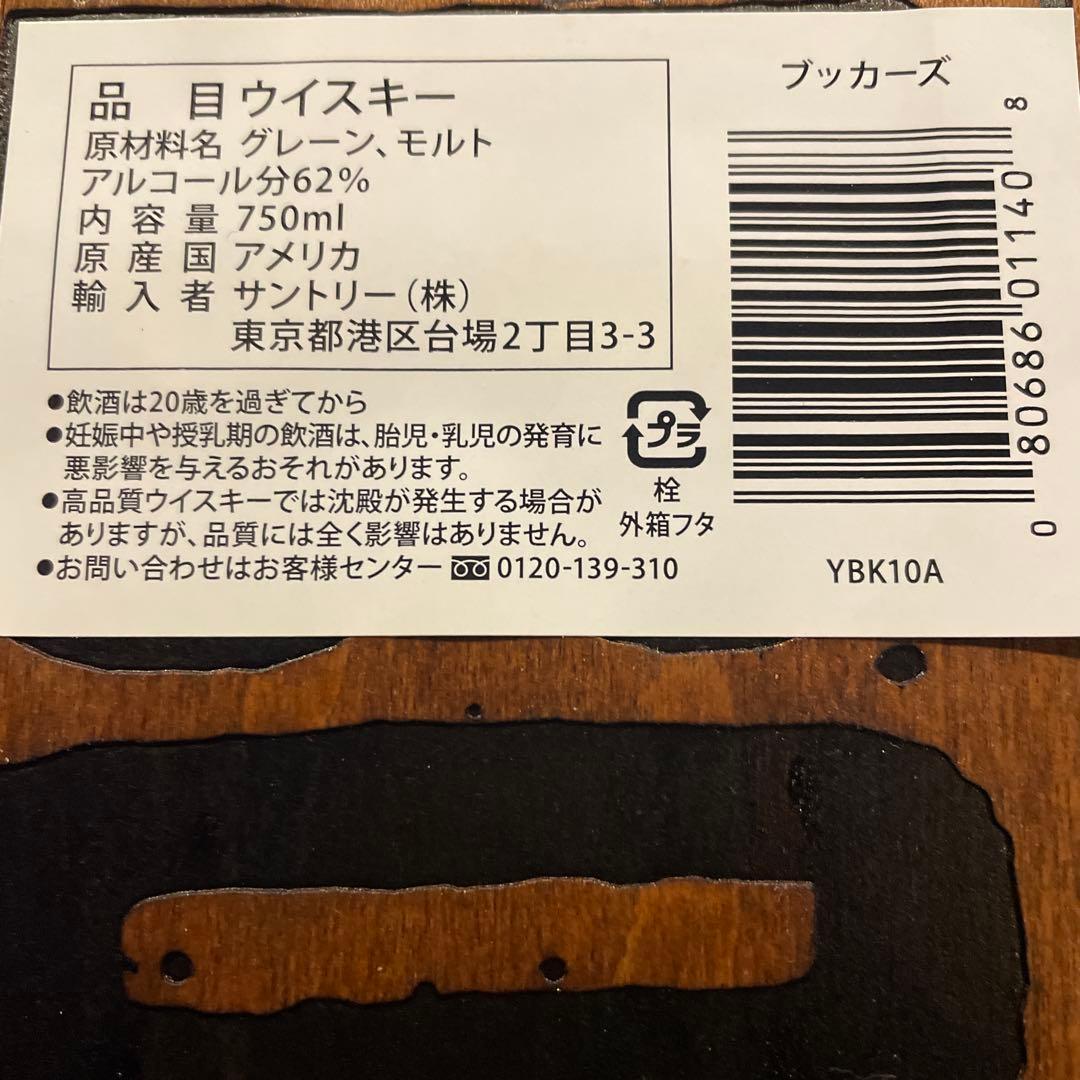 品 目 ウイスキー
原材料名 グレーン、モルト
アルコール分62%
内容量 750ml
原産国 アメリカ
輸入者 サントリー(株)
東京都港区台場2丁目3-3
●飲酒は20歳を過ぎてから
●妊娠中や授乳期の飲酒は、胎児・乳児の発育に
悪影響を与えるおそれがあります。
●高品質ウイスキーでは沈殿が発生する場合が
ありますが、品質には全く影響はありません。
●お問い合わせはお客様センター 0120-139-310
プラ
栓
外箱フタ
ブッカーズ
0 80686 01140 8
YBK10A